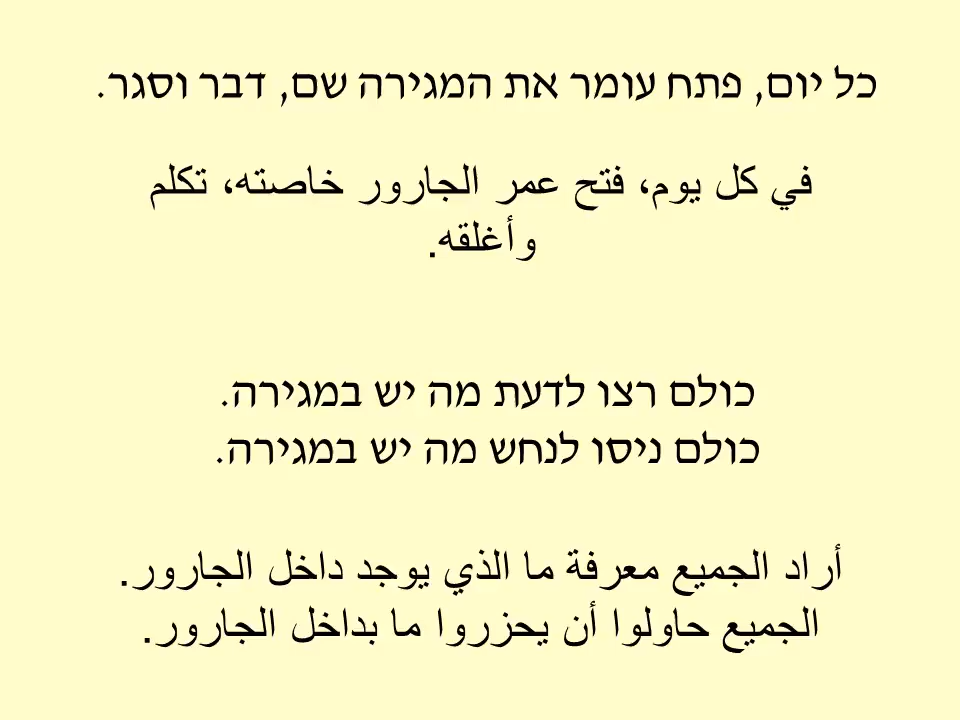 כל יום, פתח עומר את המגירה שם, דבר וסגר.
في كل يوم، فتح عمر الجارور خاصته، تكلم
وأغلقه.
כולם רצו לדעת מה יש במגירה.
כולם ניסו לנחש מה יש במגירה.
أراد الجميع معرفة ما الذي يوجد داخل الجارور.
الجميع حاولوا أن يحزروا ما بداخل الجارور.